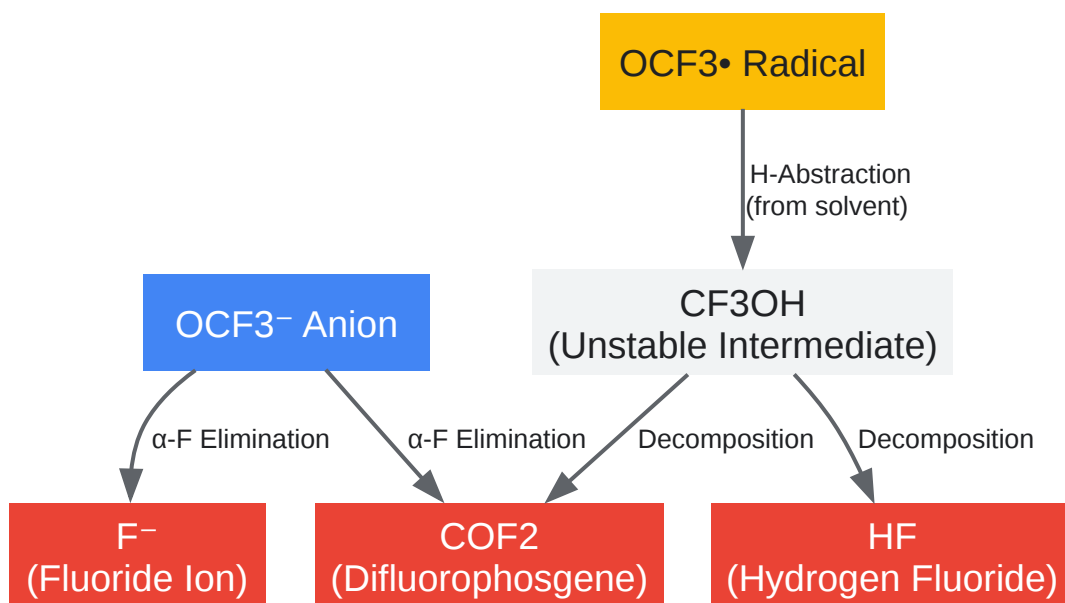 OCF3• Radical
H-Abstraction
(from solvent)
OCF3⁻ Anion
CF3OH
(Unstable Intermediate)
α-F Elimination
α-F Elimination
Decomposition
Decomposition
F⁻
(Fluoride Ion)
COF2
(Difluorophosgene)
HF
(Hydrogen Fluoride)